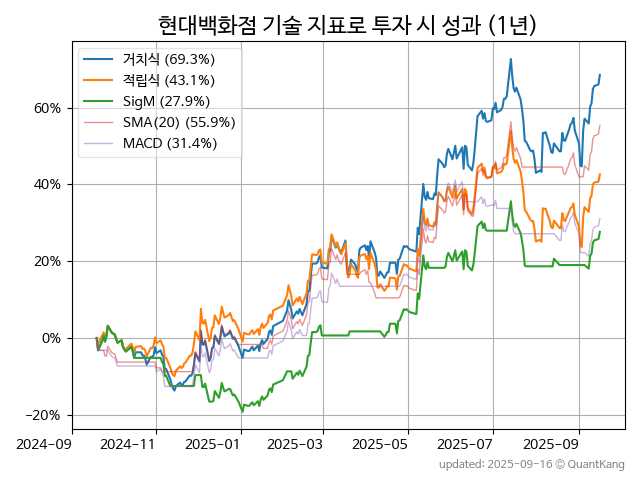 현대백화점 기술 지표로 투자 시 성과 (1년)
거치식 (69.3%)
적립식 (43.1%)
SigM (27.9%)
SMA(20) (55.9%)
MACD (31.4%)
60%
40%
20%
0%
−20%
2024-09 2024-11 2025-01 2025-03 2025-05 2025-07 2025-09
updated: 2025-09-16 © QuantKang